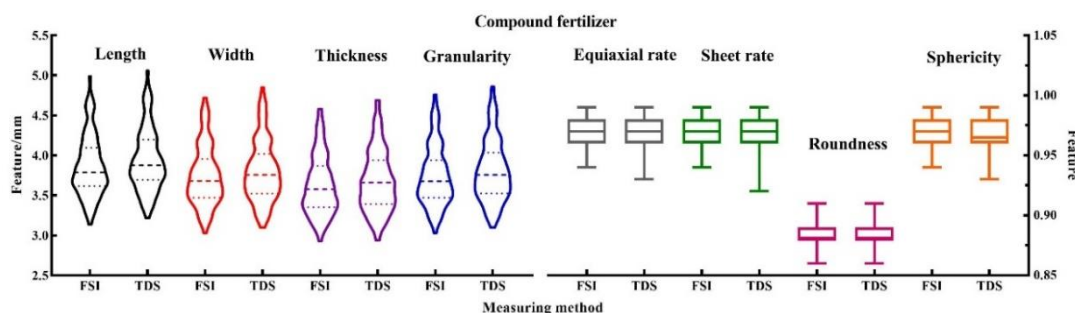 Compound fertilizer
Length Width Thickness Granularity Equiaxial rate Sheet rate Roundness Sphericity
Feature/mm
5.5
5.0
4.5
4.0
3.5
3.0
2.5
1.05
1.00
0.95
0.90
0.85
Feature
FSI TDS FSI TDS FSI TDS FSI TDS FSI TDS FSI TDS FSI TDS FSI TDS
Measuring method